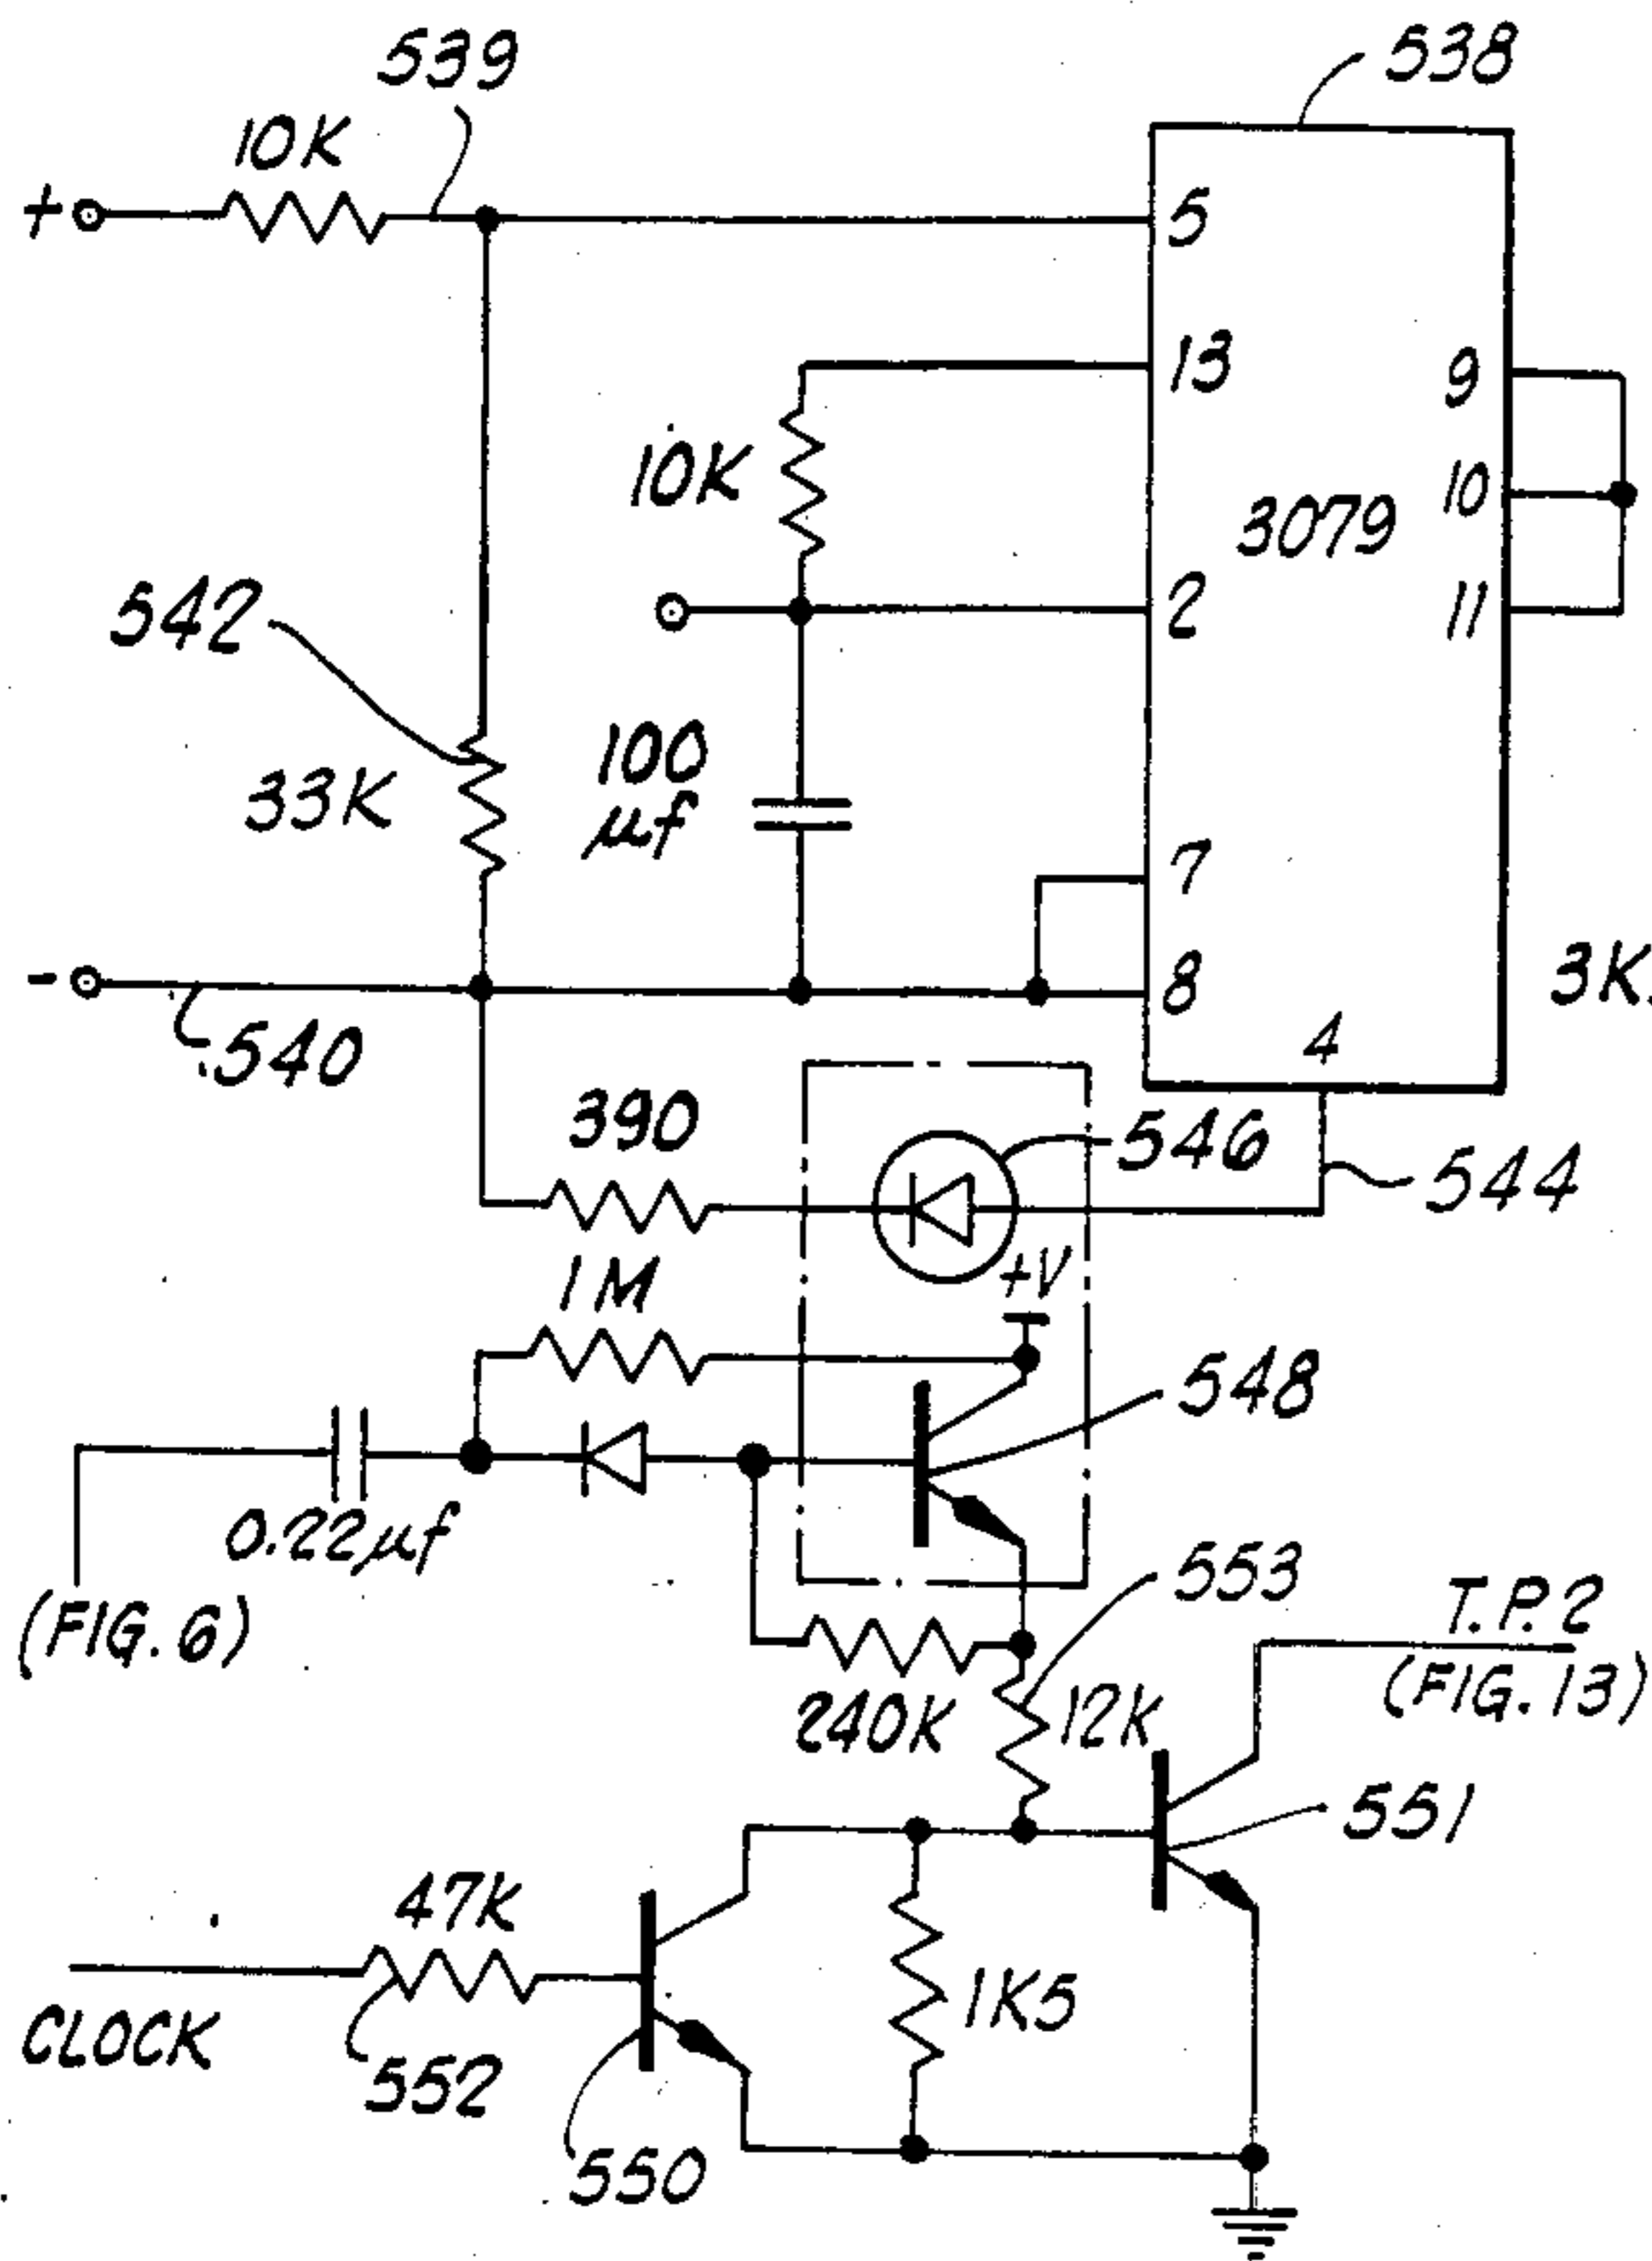 539
538
10K
+
5
13
9
10K
10
3079
542
2
11
100
μf
33K
7
-
8
3K.
540
4
390
546
544
+V
1M
548
0.22μf
553
T.P.2
(FIG. 6)
(FIG. 13)
240K
12K
551
47K
1K5
CLOCK
552
550